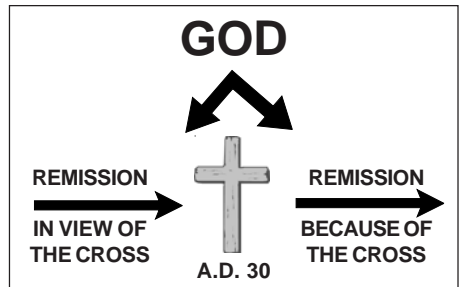 GOD
REMISSION
IN VIEW OF
THE CROSS
A.D. 30
REMISSION
BECAUSE OF
THE CROSS